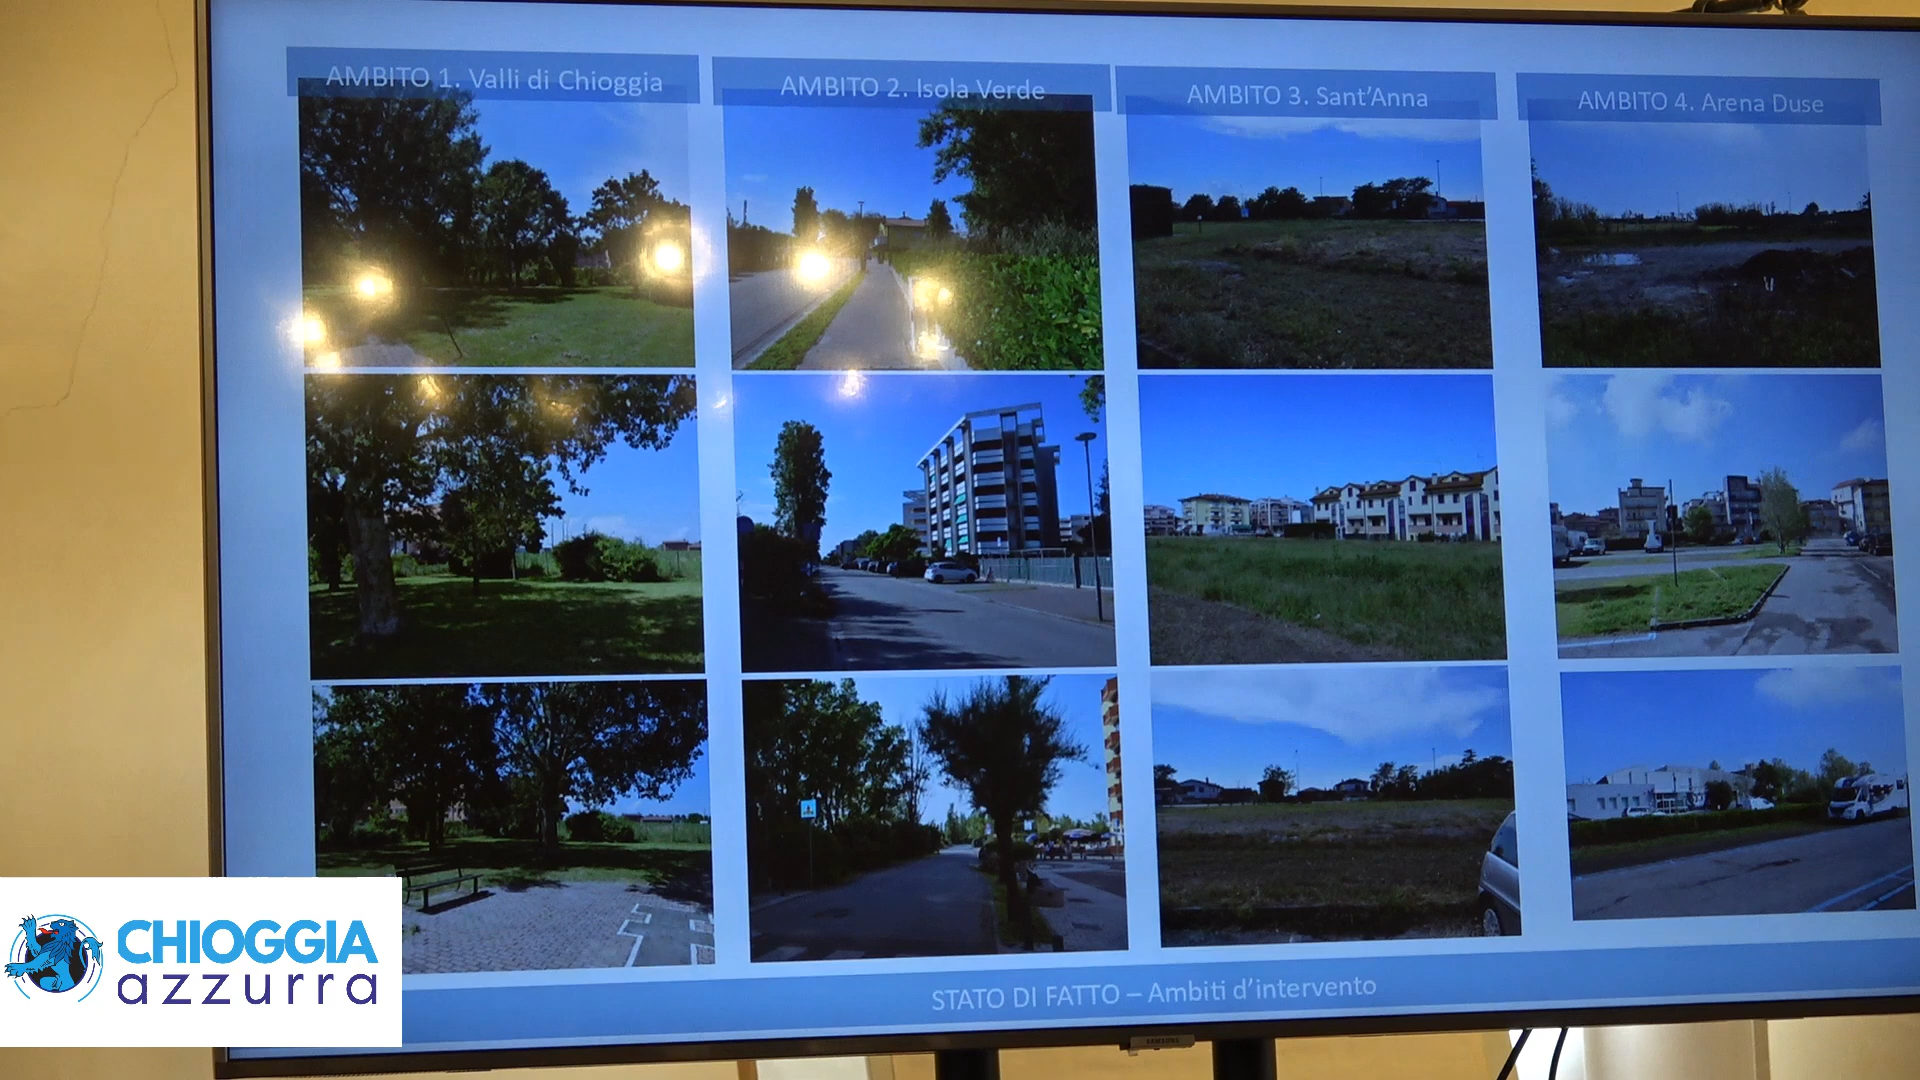 AMBITO 1. Valli di Chioggia
AMBITO 2. Isola Verde
AMBITO 3. Sant'Anna
AMBITO 4. Arena Duse
STATO DI FATTO – Ambiti d'intervento
SAMSUNG
CHIOGGIA
azzurra